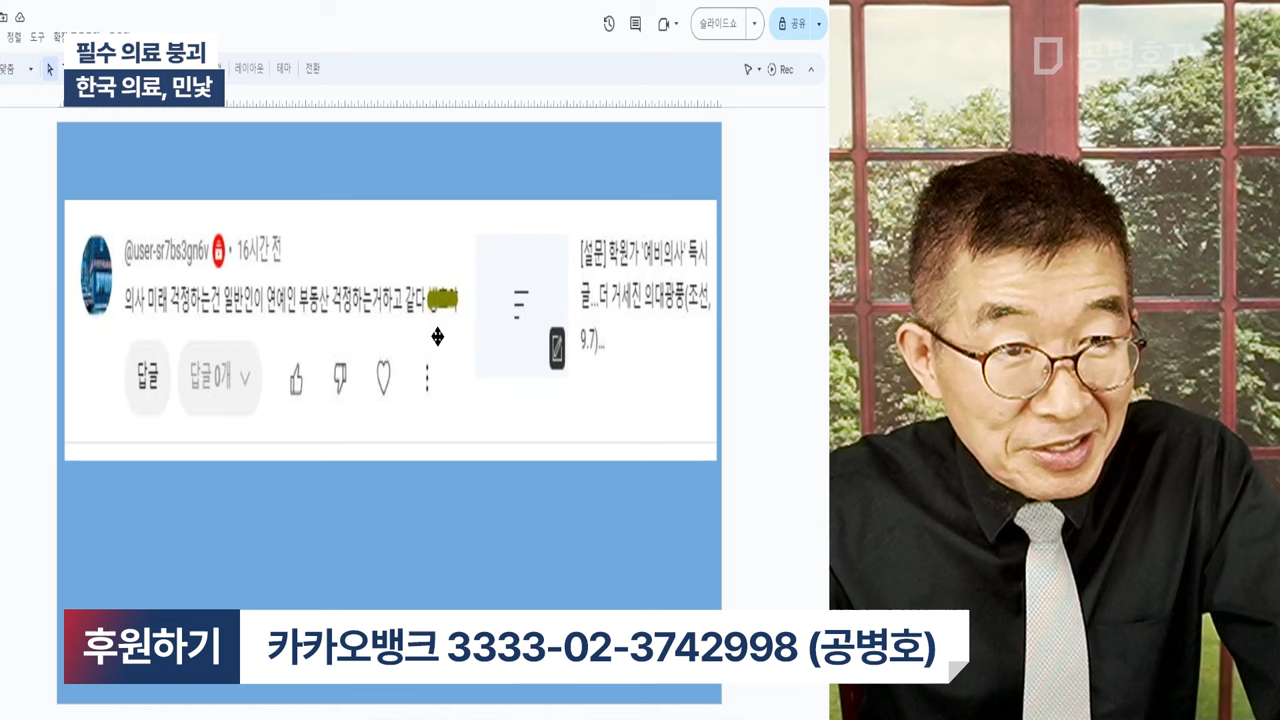 필수 의료 붕괴
한국 의료, 민낯
정렬 도구
레이아웃 테마 전환
슬라이드쇼
공유
Rec
공병호TV
@user-sr7bs3gn6v · 16시간 전
의사 미래 걱정하는건 일반인이 연예인 부동산 걱정하는거하고 같다
답글
답글 0개
[설문] 학원가 '예비의사' 득시
글...더 거세진 의대광풍(조선,
9.7)...
후원하기
카카오뱅크 3333-02-3742998 (공병호)